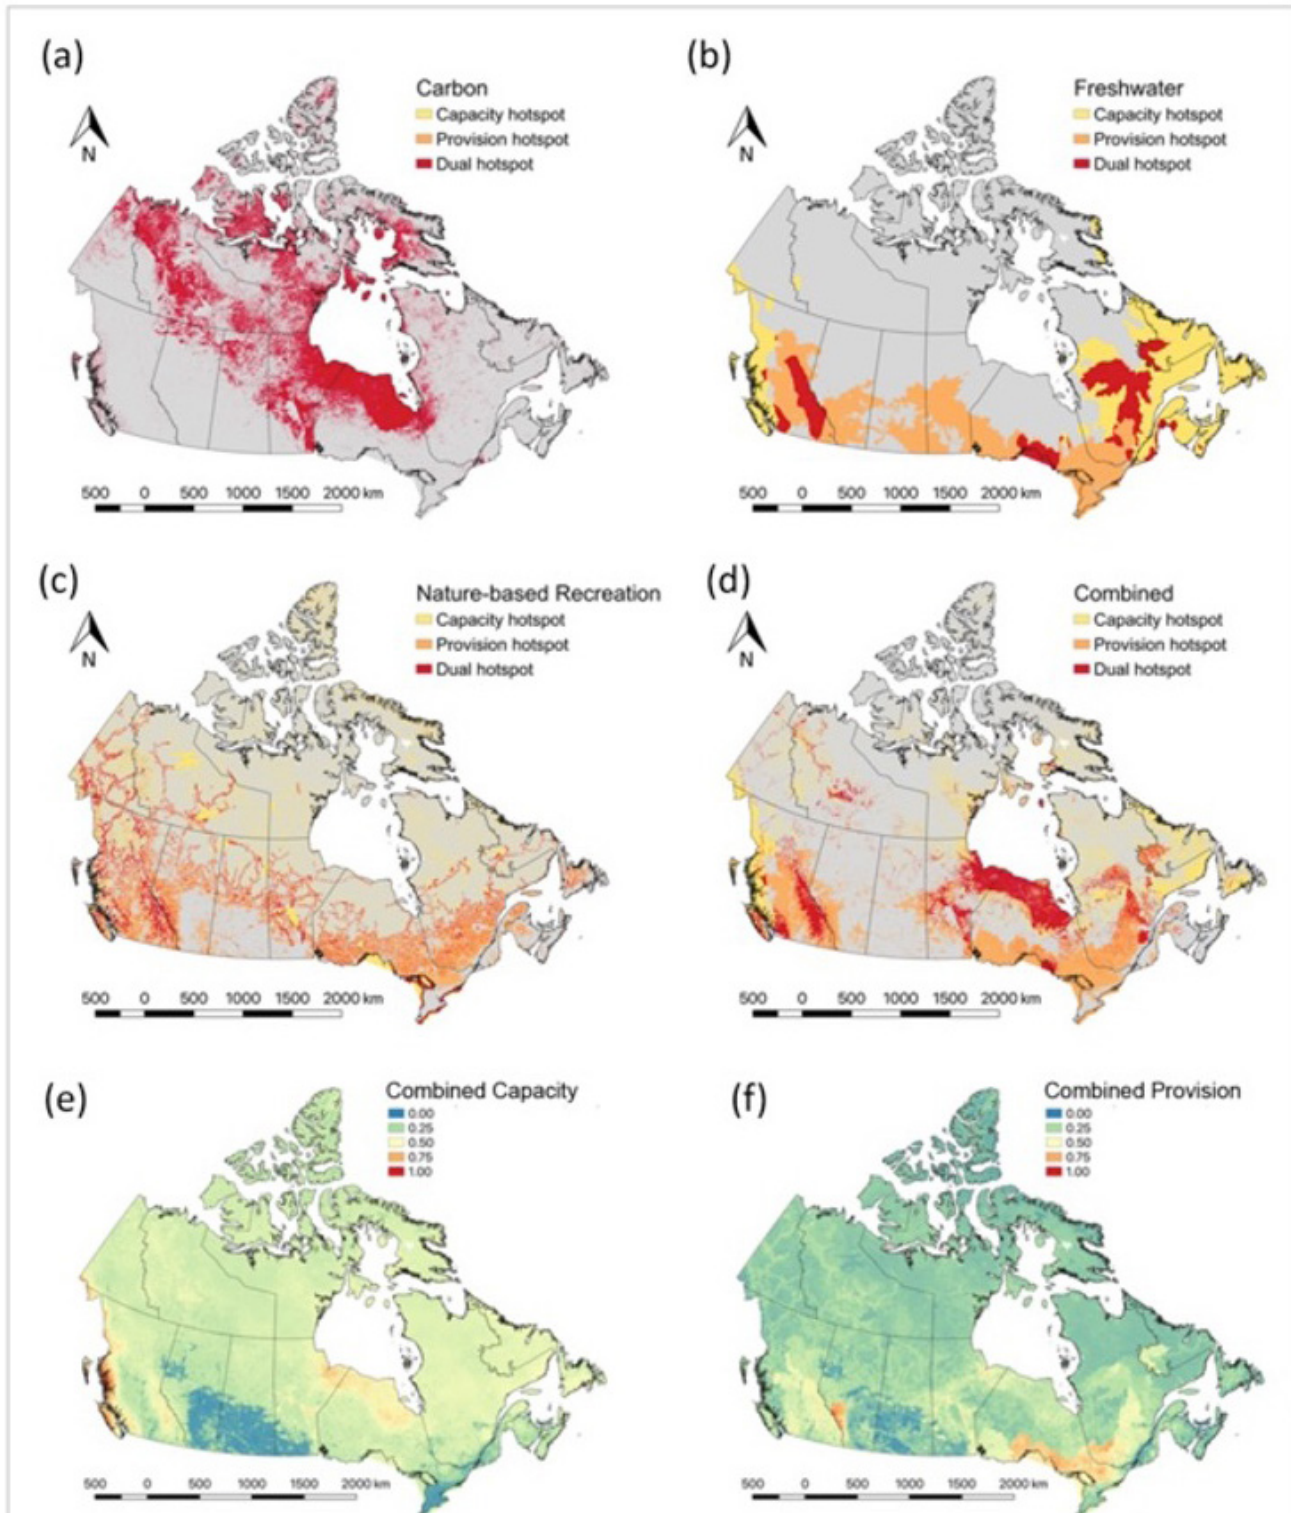 (a)
Carbon
Capacity hotspot
Provision hotspot
Dual hotspot
N
500 0 500 1000 1500 2000 km
(b)
Freshwater
Capacity hotspot
Provision hotspot
Dual hotspot
N
500 0 500 1000 1500 2000 km
(c)
Nature-based Recreation
Capacity hotspot
Provision hotspot
Dual hotspot
N
500 0 500 1000 1500 2000 km
(d)
Combined
Capacity hotspot
Provision hotspot
Dual hotspot
N
500 0 500 1000 1500 2000 km
(e)
Combined Capacity
0.00
0.25
0.50
0.75
1.00
500 0 500 1000 1500 2000 km
(f)
Combined Provision
0.00
0.25
0.50
0.75
1.00
500 0 500 1000 1500 2000 km